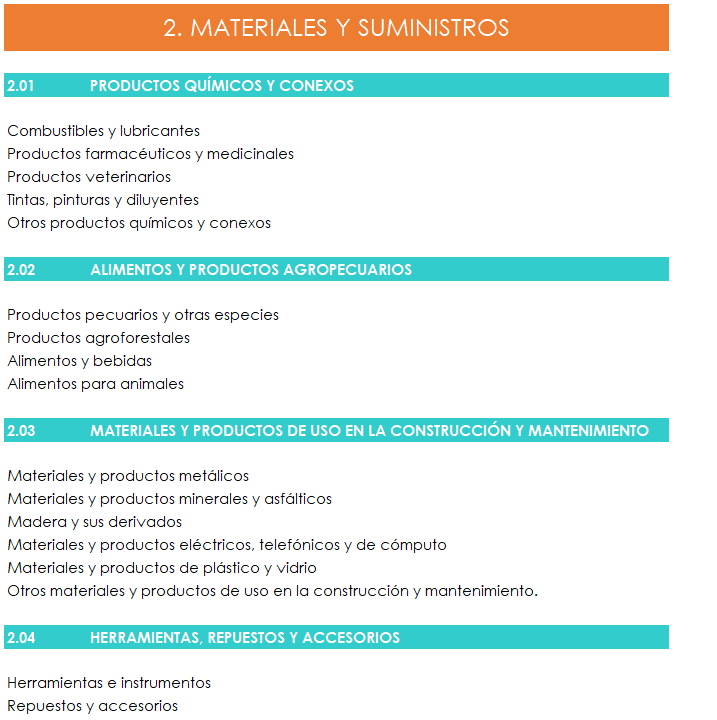 2. MATERIALES Y SUMINISTROS
2.01 PRODUCTOS QUÍMICOS Y CONEXOS
Combustibles y lubricantes
Productos farmacéuticos y medicinales
Productos veterinarios
Tintas, pinturas y diluyentes
Otros productos químicos y conexos
2.02 ALIMENTOS Y PRODUCTOS AGROPECUARIOS
Productos pecuarios y otras especies
Productos agroforestales
Alimentos y bebidas
Alimentos para animales
2.03 MATERIALES Y PRODUCTOS DE USO EN LA CONSTRUCCIÓN Y MANTENIMIENTO
Materiales y productos metálicos
Materiales y productos minerales y asfálticos
Madera y sus derivados
Materiales y productos eléctricos, telefónicos y de cómputo
Materiales y productos de plástico y vidrio
Otros materiales y productos de uso en la construcción y mantenimiento.
2.04 HERRAMIENTAS, REPUESTOS Y ACCESORIOS
Herramientas e instrumentos
Repuestos y accesorios